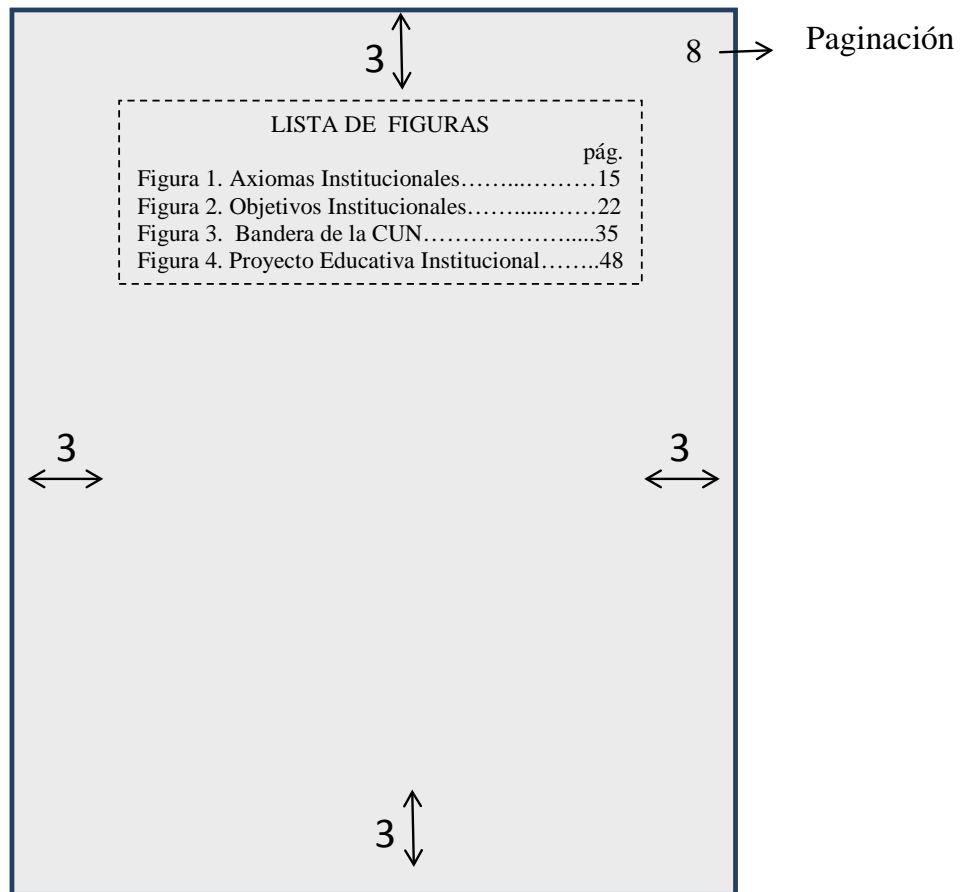 3
8
Paginación
LISTA DE FIGURAS
pág.
Figura 1. Axiomas Institucionales……...………15
Figura 2. Objetivos Institucionales…….....……22
Figura 3.  Bandera de la CUN……………….....35
Figura 4. Proyecto Educativa Institucional……..48
3
3
3